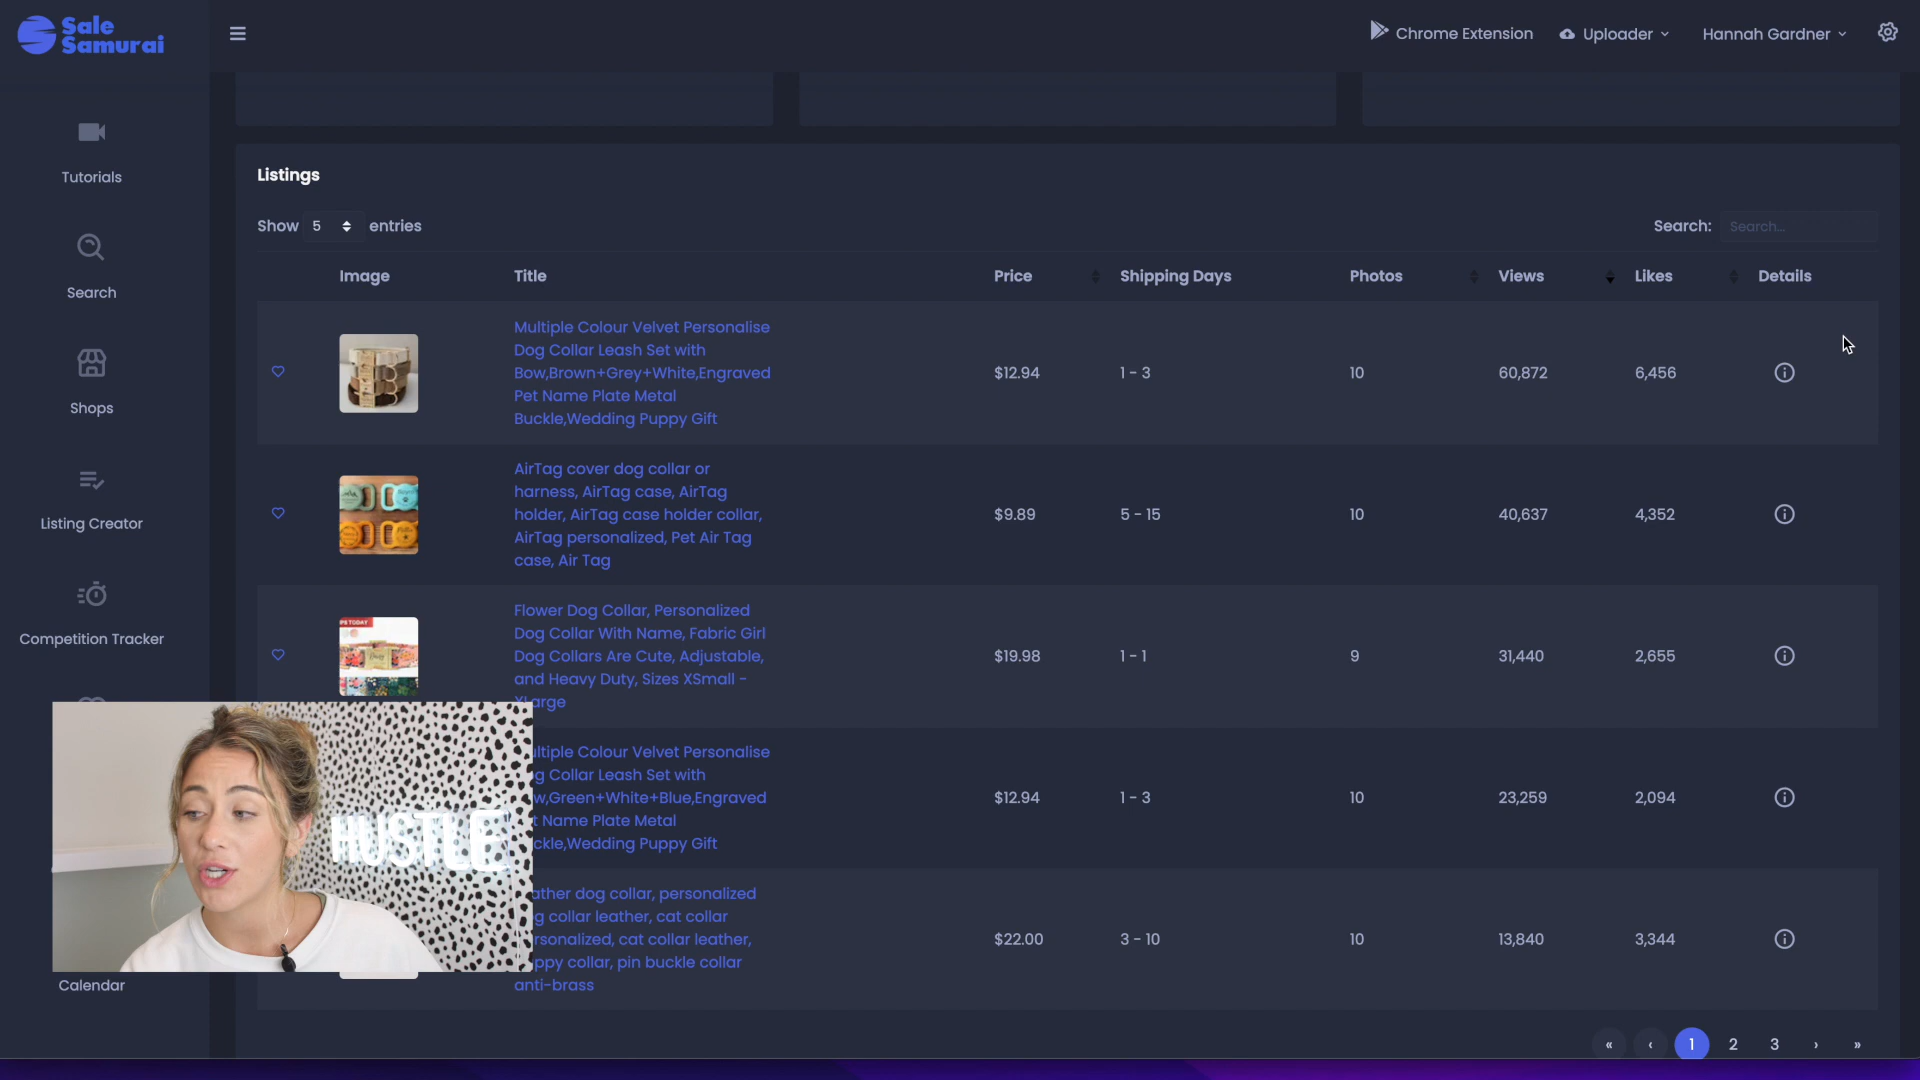 Sale
Samurai
Chrome Extension
Uploader
Hannah Gardner
Tutorials
Search
Shops
Listing Creator
Competition Tracker
Calendar
Listings
Show 5 entries
Search: Search...
Image Title Price Shipping Days Photos Views Likes Details
Multiple Colour Velvet Personalise
Dog Collar Leash Set with
Bow,Brown+Grey+White,Engraved
Pet Name Plate Metal
Buckle,Wedding Puppy Gift
$12.94 1 - 3 10 60,872 6,456
AirTag cover dog collar or
harness, AirTag case, AirTag
holder, AirTag case holder collar,
AirTag personalized, Pet Air Tag
case, Air Tag
$9.89 5 - 15 10 40,637 4,352
Flower Dog Collar, Personalized
Dog Collar With Name, Fabric Girl
Dog Collars Are Cute, Adjustable,
and Heavy Duty, Sizes XSmall -
XLarge
$19.98 1 - 1 9 31,440 2,655
ultiple Colour Velvet Personalise
g Collar Leash Set with
w,Green+White+Blue,Engraved
t Name Plate Metal
ckle,Wedding Puppy Gift
$12.94 1 - 3 10 23,259 2,094
ather dog collar, personalized
g collar leather, cat collar
rsonalized, cat collar leather,
ppy collar, pin buckle collar
anti-brass
$22.00 3 - 10 10 13,840 3,344
HUSTLE
« ‹ 1 2 3 › »